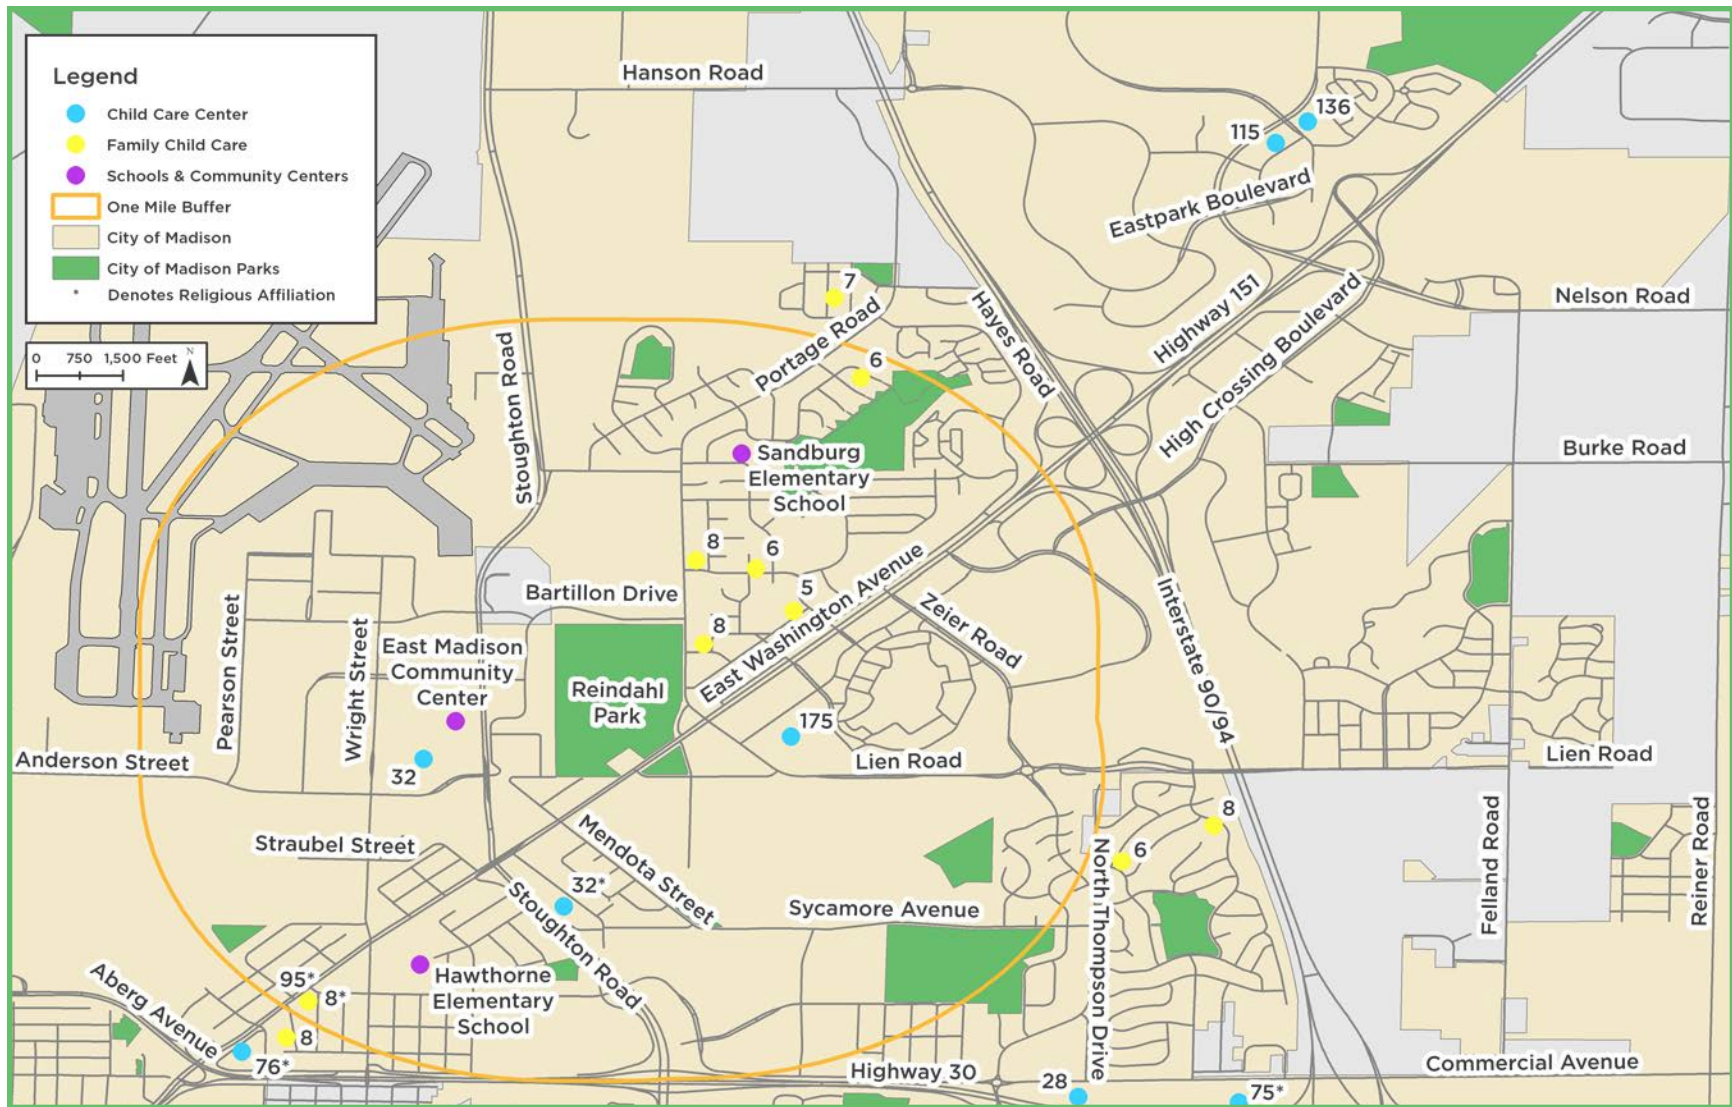 Legend
Child Care Center
Family Child Care
Schools & Community Centers
One Mile Buffer
City of Madison
City of Madison Parks
* Denotes Religious Affiliation
0 750 1,500 Feet
N
Hanson Road
136
115
Eastpark Boulevard
7
Portage Road
Hayes Road
Highway 151
High Crossing Boulevard
Nelson Road
Stoughton Road
6
Sandburg
Elementary
School
Burke Road
8
6
5
8
Bartillon Drive
East Washington Avenue
Zeier Road
Interstate 90/94
Pearson Street
Wright Street
East Madison
Community
Center
Reindahl
Park
175
32
Anderson Street
Lien Road
Lien Road
Straubel Street
Mendota Street
8
6
North Thompson Drive
Felland Road
Reiner Road
32*
Stoughton Road
Sycamore Avenue
Hawthorne
Elementary
School
Aberg Avenue
95*
8*
8
76*
Highway 30
28
75*
Commercial Avenue